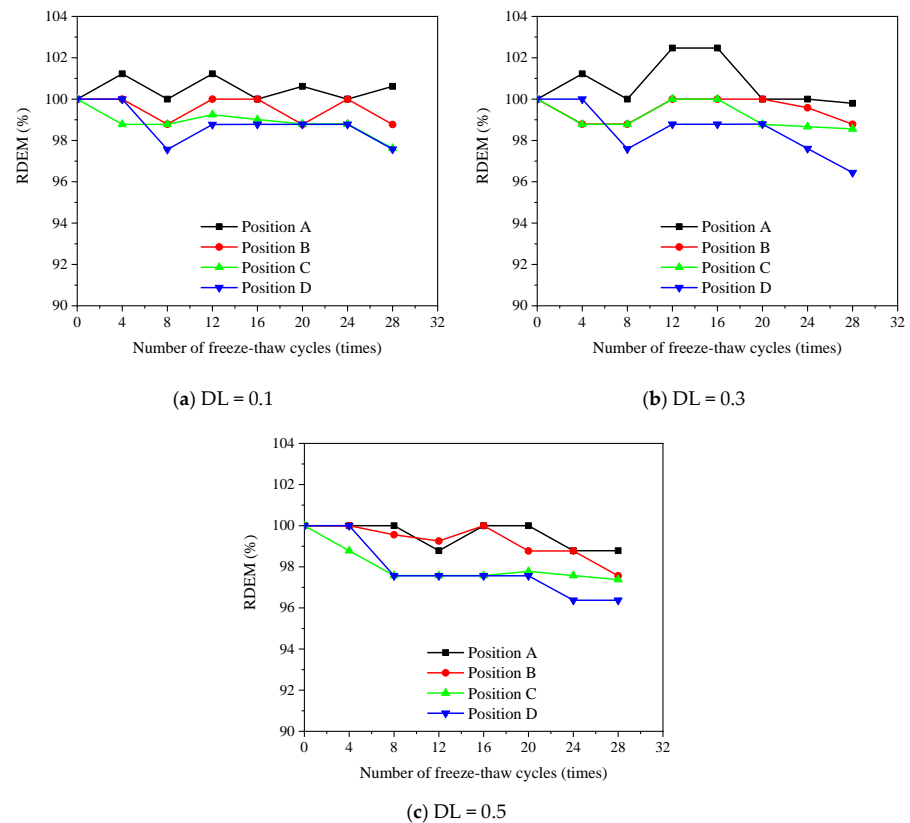 104
102
100
98
96
94
92
90
RDEM (%)
Position A
Position B
Position C
Position D
0 4 8 12 16 20 24 28 32
Number of freeze-thaw cycles (times)
(a) DL = 0.1
104
102
100
98
96
94
92
90
RDEM (%)
Position A
Position B
Position C
Position D
0 4 8 12 16 20 24 28 32
Number of freeze-thaw cycles (times)
(b) DL = 0.3
104
102
100
98
96
94
92
90
RDEM (%)
Position A
Position B
Position C
Position D
0 4 8 12 16 20 24 28 32
Number of freeze-thaw cycles (times)
(c) DL = 0.5